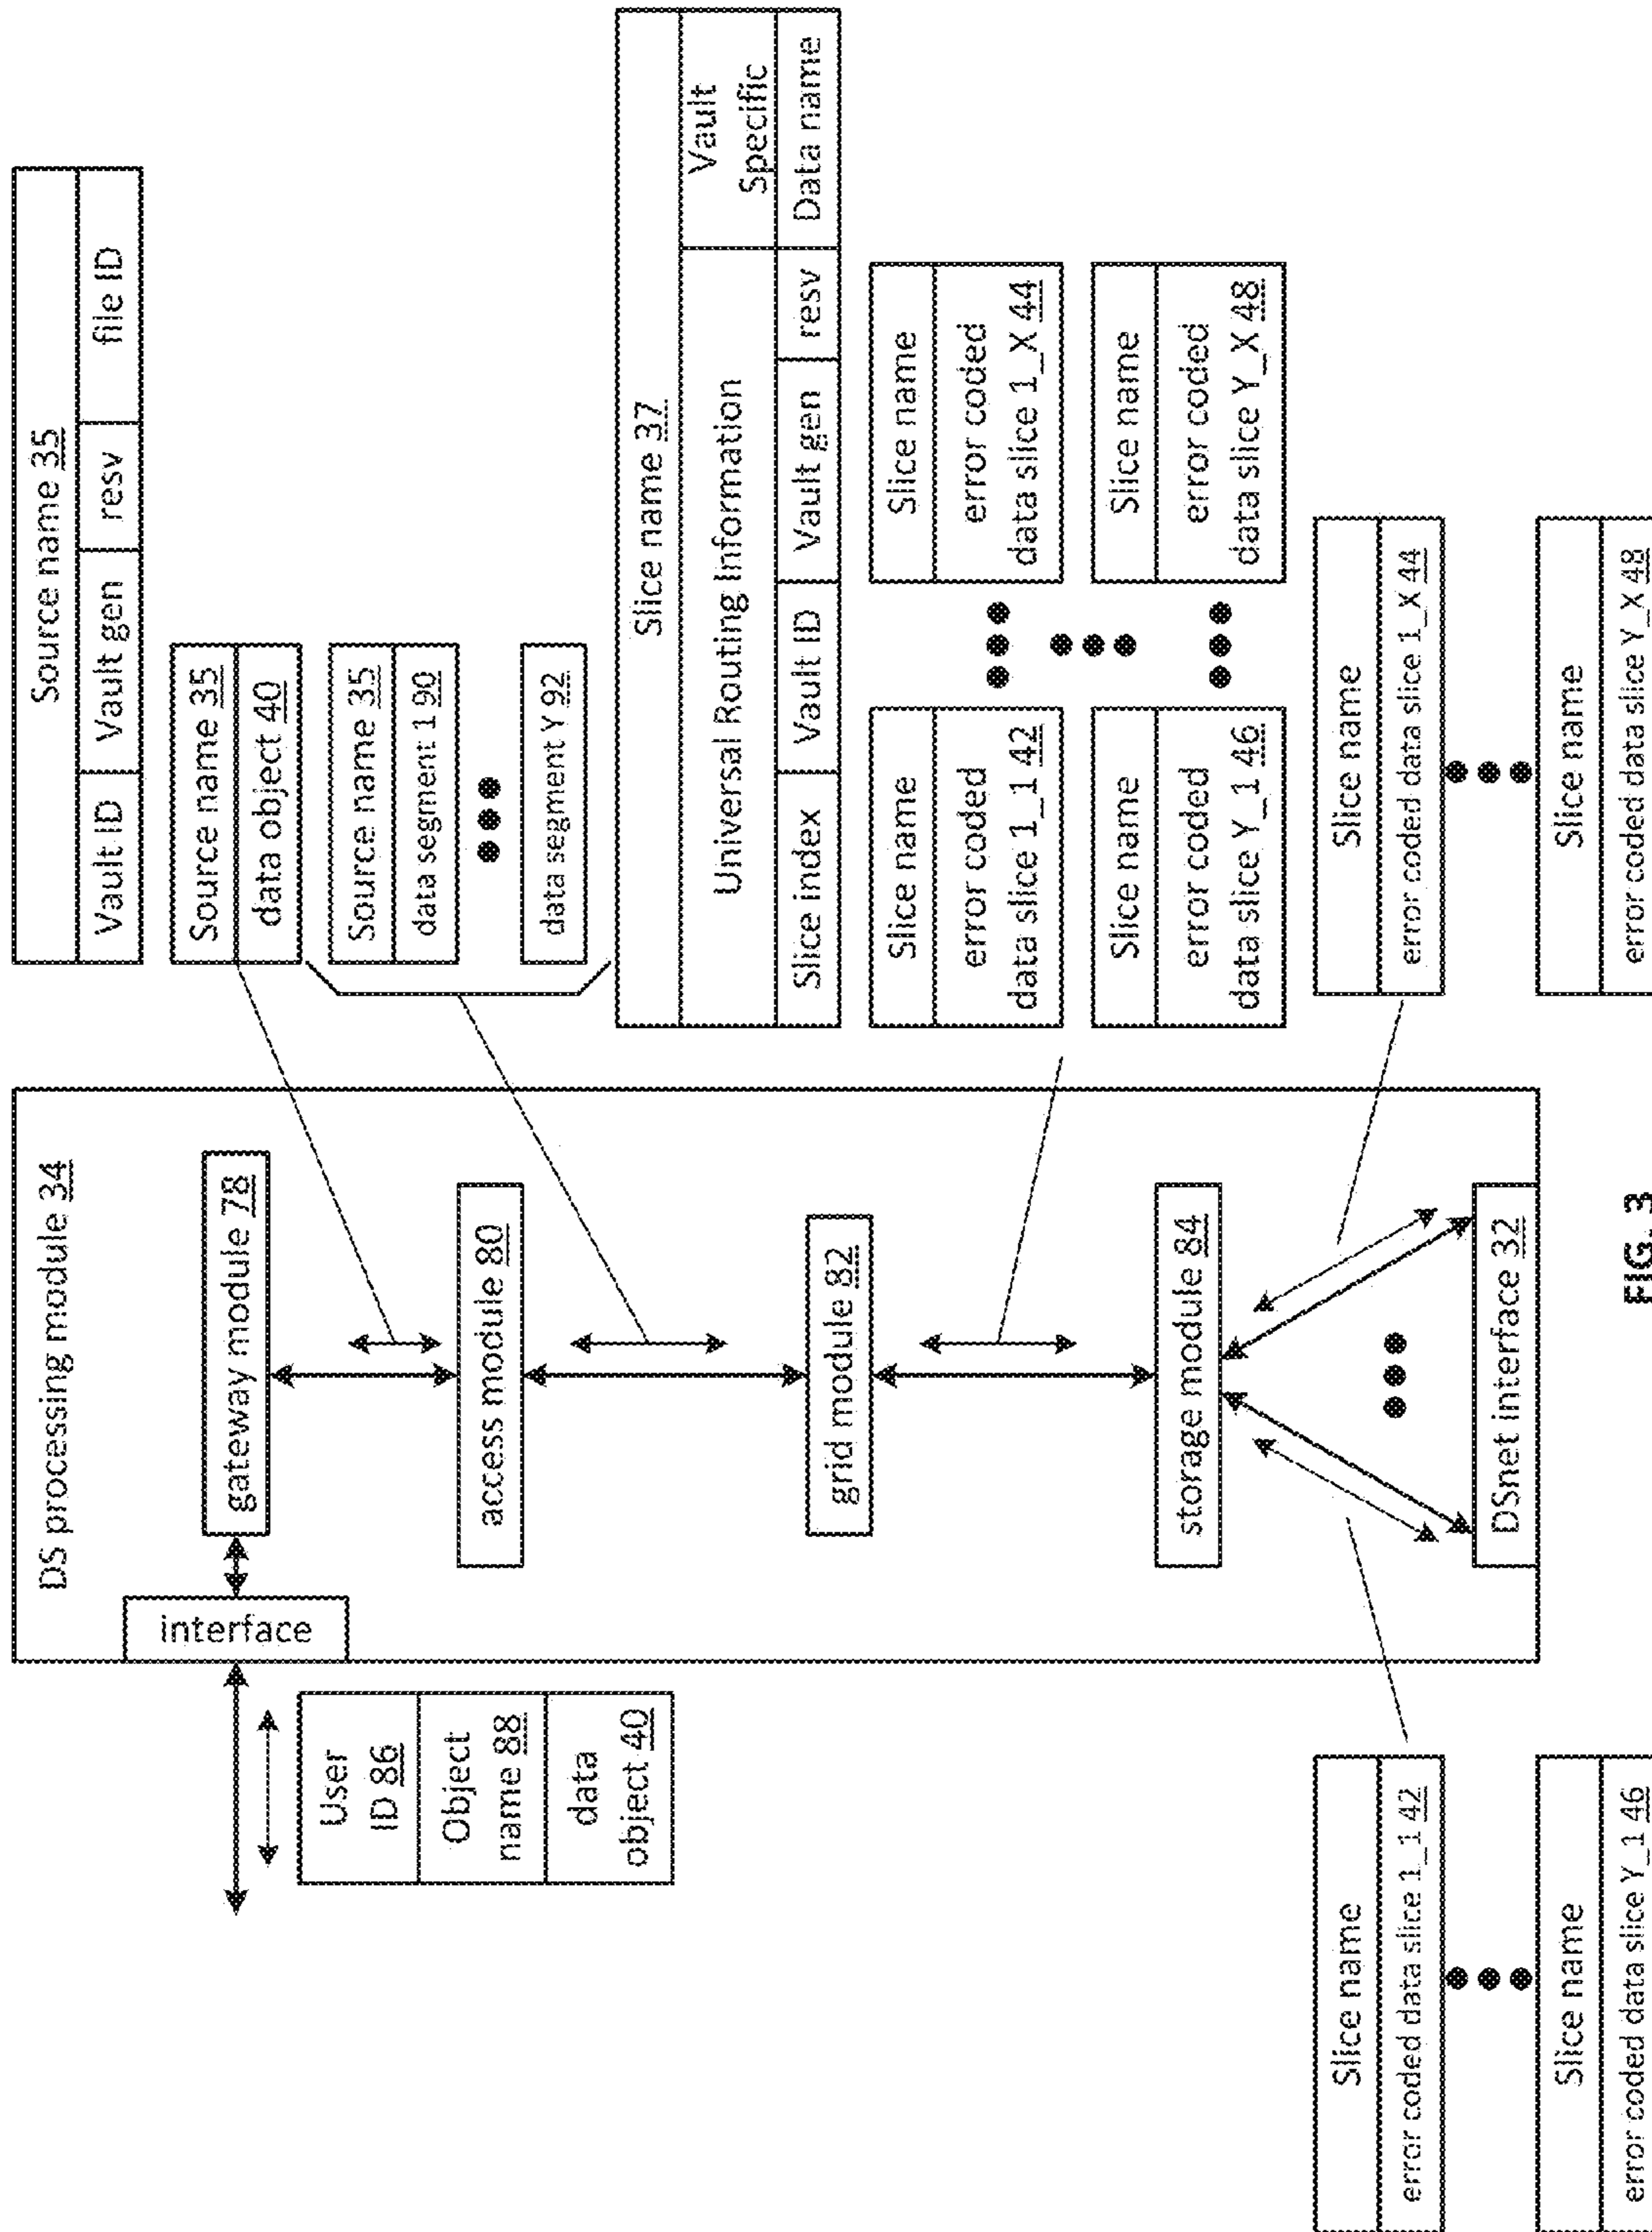 DS processing module 34
interface
gateway module 78
access module 80
grid module 82
storage module 84
DSnet interface 32
User
ID 86
Object
name 88
data
object 40
Source name 35
Vault ID
Vault gen
resv
file ID
Source name 35
data object 40
Source name 35
data segment 1 90
data segment Y 92
Slice name 37
Universal Routing Information
Vault
Specific
Slice index
Vault ID
Vault gen
resv
Data name
Slice name
error coded
data slice 1_1 42
Slice name
error coded
data slice 1_X 44
Slice name
error coded
data slice Y_1 46
Slice name
error coded
data slice Y_X 48
Slice name
error coded data slice 1_1 42
Slice name
error coded data slice Y_1 46
Slice name
error coded data slice 1_X 44
Slice name
error coded data slice Y_X 48
FIG. 3